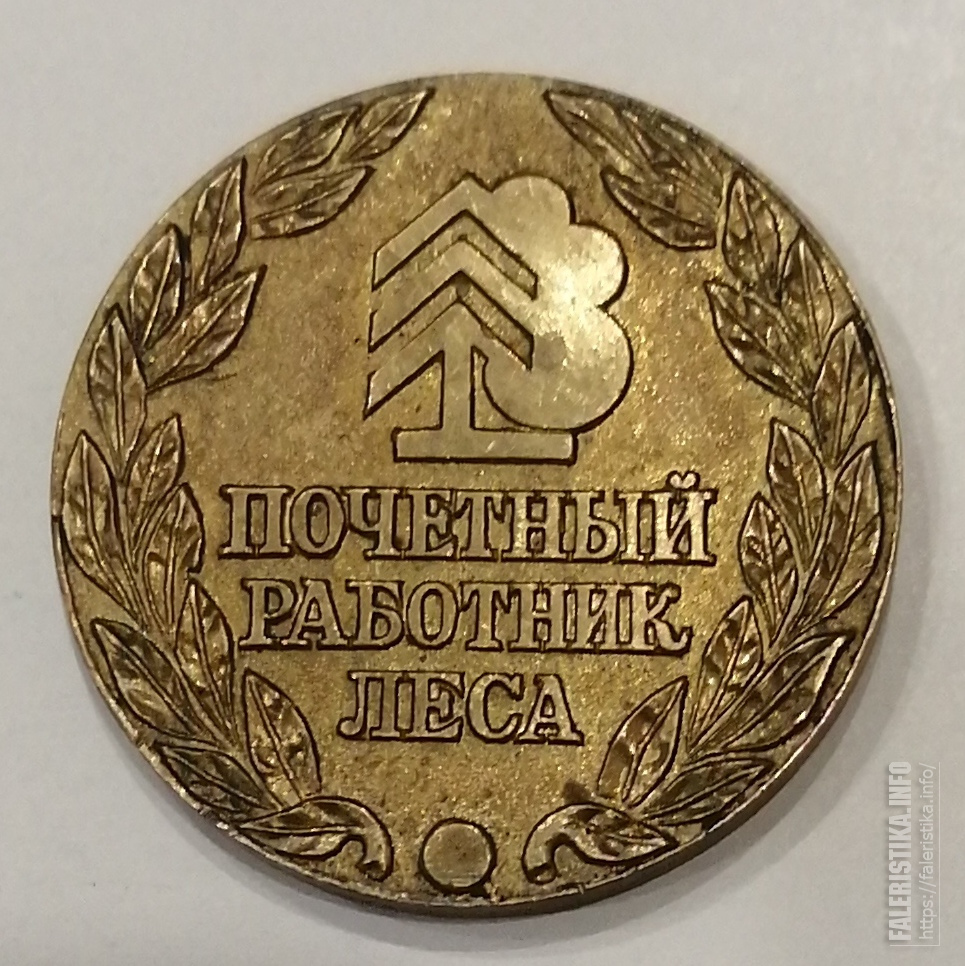 ПОЧЕТНЫЙ
РАБОТНИК
ЛЕСА
FALERISTIKA.INFO
https://faleristika.info/